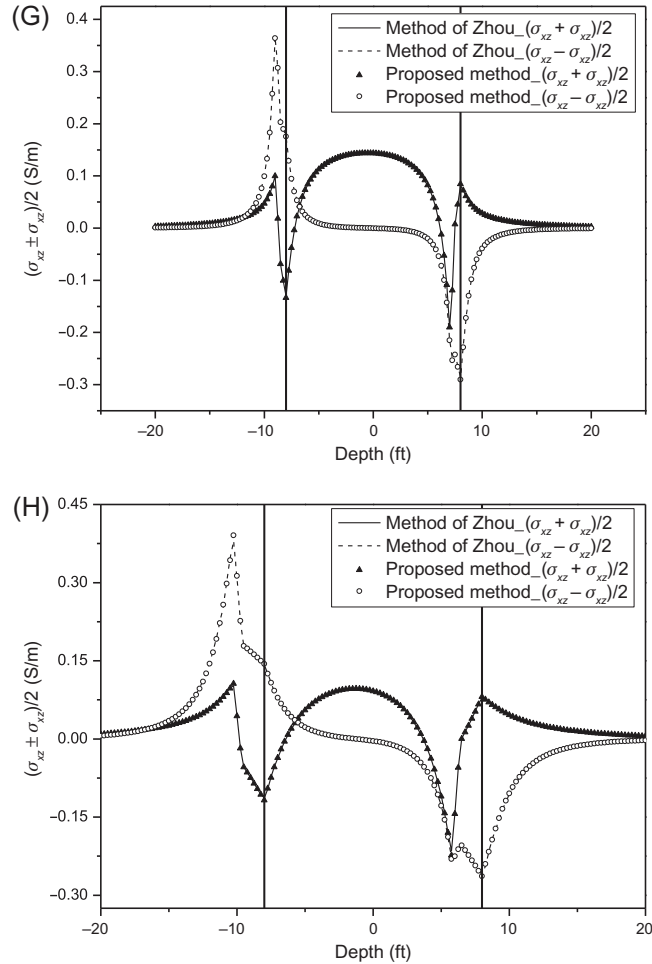 (G)
Method of Zhou_(σxz + σxz)/2
Method of Zhou_(σxz − σxz)/2
Proposed method_(σxz + σxz)/2
Proposed method_(σxz − σxz)/2
0.4
0.3
0.2
0.1
0.0
−0.1
−0.2
−0.3
(σxz ± σxz)/2 (S/m)
−20
−10
0
10
20
Depth (ft)
(H)
Method of Zhou_(σxz + σxz)/2
Method of Zhou_(σxz − σxz)/2
Proposed method_(σxz + σxz)/2
Proposed method_(σxz − σxz)/2
0.45
0.30
0.15
0.00
−0.15
−0.30
(σxz ± σxz)/2 (S/m)
−20
−10
0
10
20
Depth (ft)